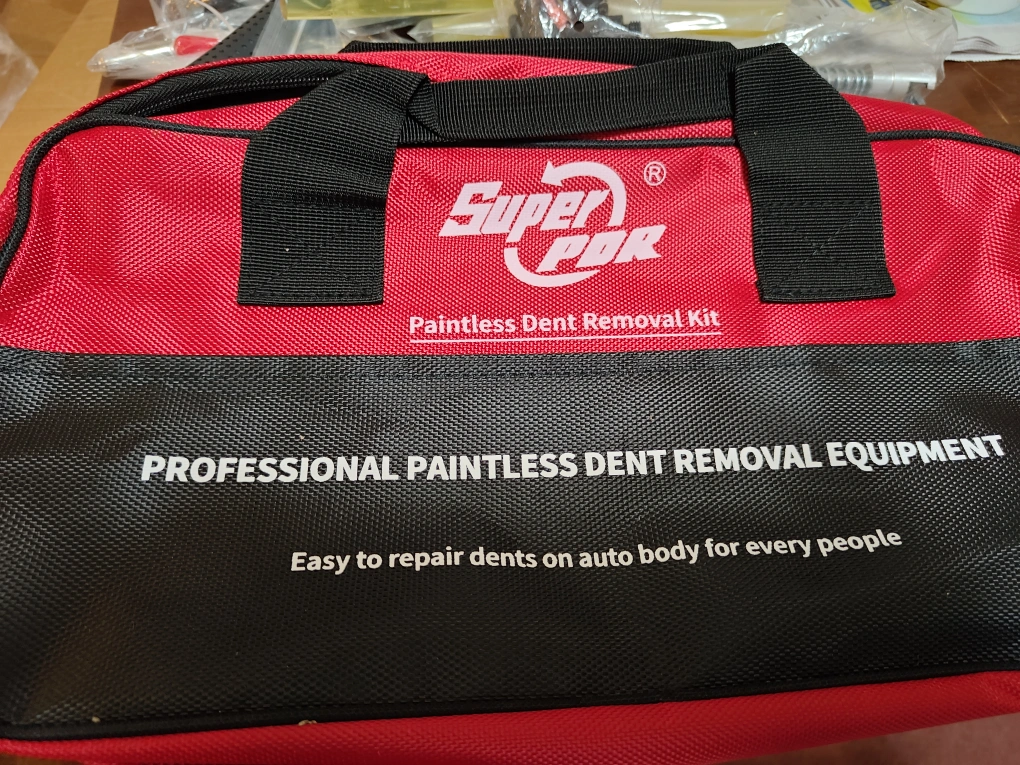 Super
PDR
®
Paintless Dent Removal Kit
PROFESSIONAL PAINTLESS DENT REMOVAL EQUIPMENT
Easy to repair dents on auto body for every people